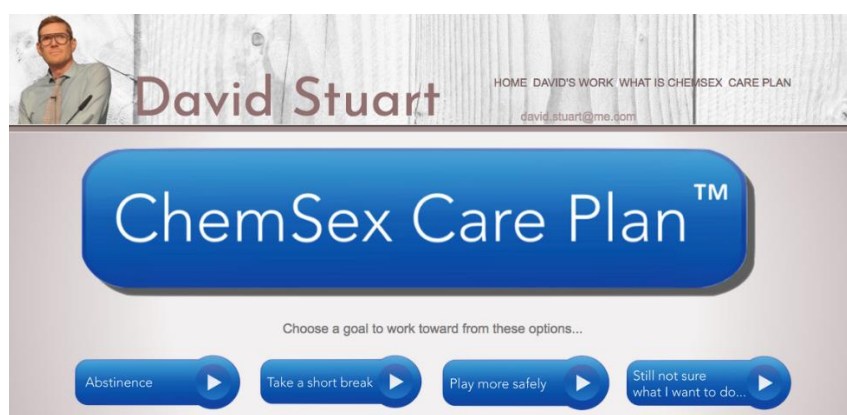 David Stuart
HOME DAVID'S WORK WHAT IS CHEMSEX CARE PLAN
david.stuart@me.com
ChemSex Care Plan™
Choose a goal to work toward from these options...
Abstinence
Take a short break
Play more safely
Still not sure
what I want to do...